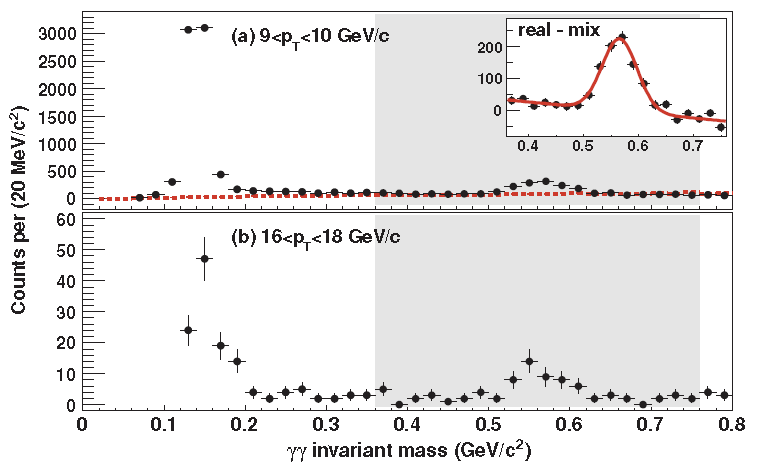 (a) 9<pT<10 GeV/c
real - mix
3000
2500
2000
1500
1000
500
0
200
100
0
0.4 0.5 0.6 0.7
Counts per (20 MeV/c²)
(b) 16<pT<18 GeV/c
60
50
40
30
20
10
0
0 0.1 0.2 0.3 0.4 0.5 0.6 0.7 0.8
γγ invariant mass (GeV/c²)